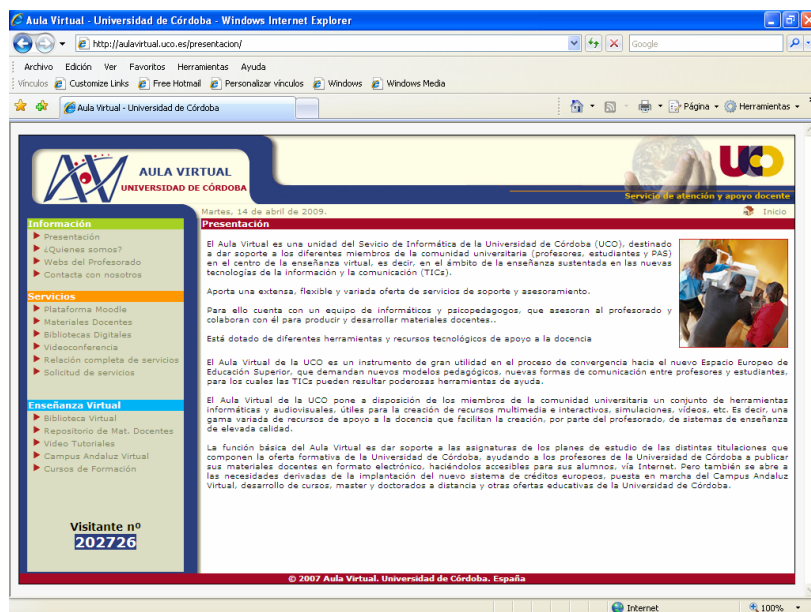 Aula Virtual - Universidad de Córdoba - Windows Internet Explorer
http://aulavirtual.uco.es/presentacion/
Google
Archivo Edición Ver Favoritos Herramientas Ayuda
Vínculos Customize Links Free Hotmail Personalizar vínculos Windows Windows Media
Aula Virtual - Universidad de Córdoba
Página Herramientas
AULA VIRTUAL
UNIVERSIDAD DE CÓRDOBA
UCO
Servicio de atención y apoyo docente
Martes, 14 de abril de 2009.
Inicio
Información
Presentación
¿Quienes somos?
Webs del Profesorado
Contacta con nosotros
Servicios
Plataforma Moodle
Materiales Docentes
Bibliotecas Digitales
Videoconferencia
Relación completa de servicios
Solicitud de servicios
Enseñanza Virtual
Biblioteca Virtual
Repositorio de Mat. Docentes
Video Tutoriales
Campus Andaluz Virtual
Cursos de Formación
Visitante nº
202726
Presentación
El Aula Virtual es una unidad del Sevicio de Informática de la Universidad de Córdoba (UCO), destinado
a dar soporte a los diferentes miembros de la comunidad universitaria (profesores, estudiantes y PAS)
en el centro de la enseñanza virtual, es decir, en el ámbito de la enseñanza sustentada en las nuevas
tecnologías de la información y la comunicación (TICs).
Aporta una extensa, flexible y variada oferta de servicios de soporte y asesoramiento.
Para ello cuenta con un equipo de informáticos y psicopedagogos, que asesoran al profesorado y
colaboran con él para producir y desarrollar materiales docentes..
Está dotado de diferentes herramientas y recursos tecnológicos de apoyo a la docencia
El Aula Virtual de la UCO es un instrumento de gran utilidad en el proceso de convergencia hacia el nuevo Espacio Europeo de
Educación Superior, que demandan nuevos modelos pedagógicos, nuevas formas de comunicación entre profesores y estudiantes,
para los cuales las TICs pueden resultar poderosas herramientas de ayuda.
El Aula Virtual de la UCO pone a disposición de los miembros de la comunidad universitaria un conjunto de herramientas
informáticas y audiovisuales, útiles para la creación de recursos multimedia e interactivos, simulaciones, vídeos, etc. Es decir, una
gama variada de recursos de apoyo a la docencia que facilitan la creación, por parte del profesorado, de sistemas de enseñanza
de elevada calidad.
La función básica del Aula Virtual es dar soporte a las asignaturas de los planes de estudio de las distintas titulaciones que
componen la oferta formativa de la Universidad de Córdoba, ayudando a los profesores de la Universidad de Córdoba a publicar
sus materiales docentes en formato electrónico, haciéndolos accesibles para sus alumnos, vía Internet. Pero también se abre a
las necesidades derivadas de la implantación del nuevo sistema de créditos europeos, puesta en marcha del Campus Andaluz
Virtual, desarrollo de cursos, master y doctorados a distancia y otras ofertas educativas de la Universidad de Córdoba.
© 2007 Aula Virtual. Universidad de Córdoba. España
Internet
100%